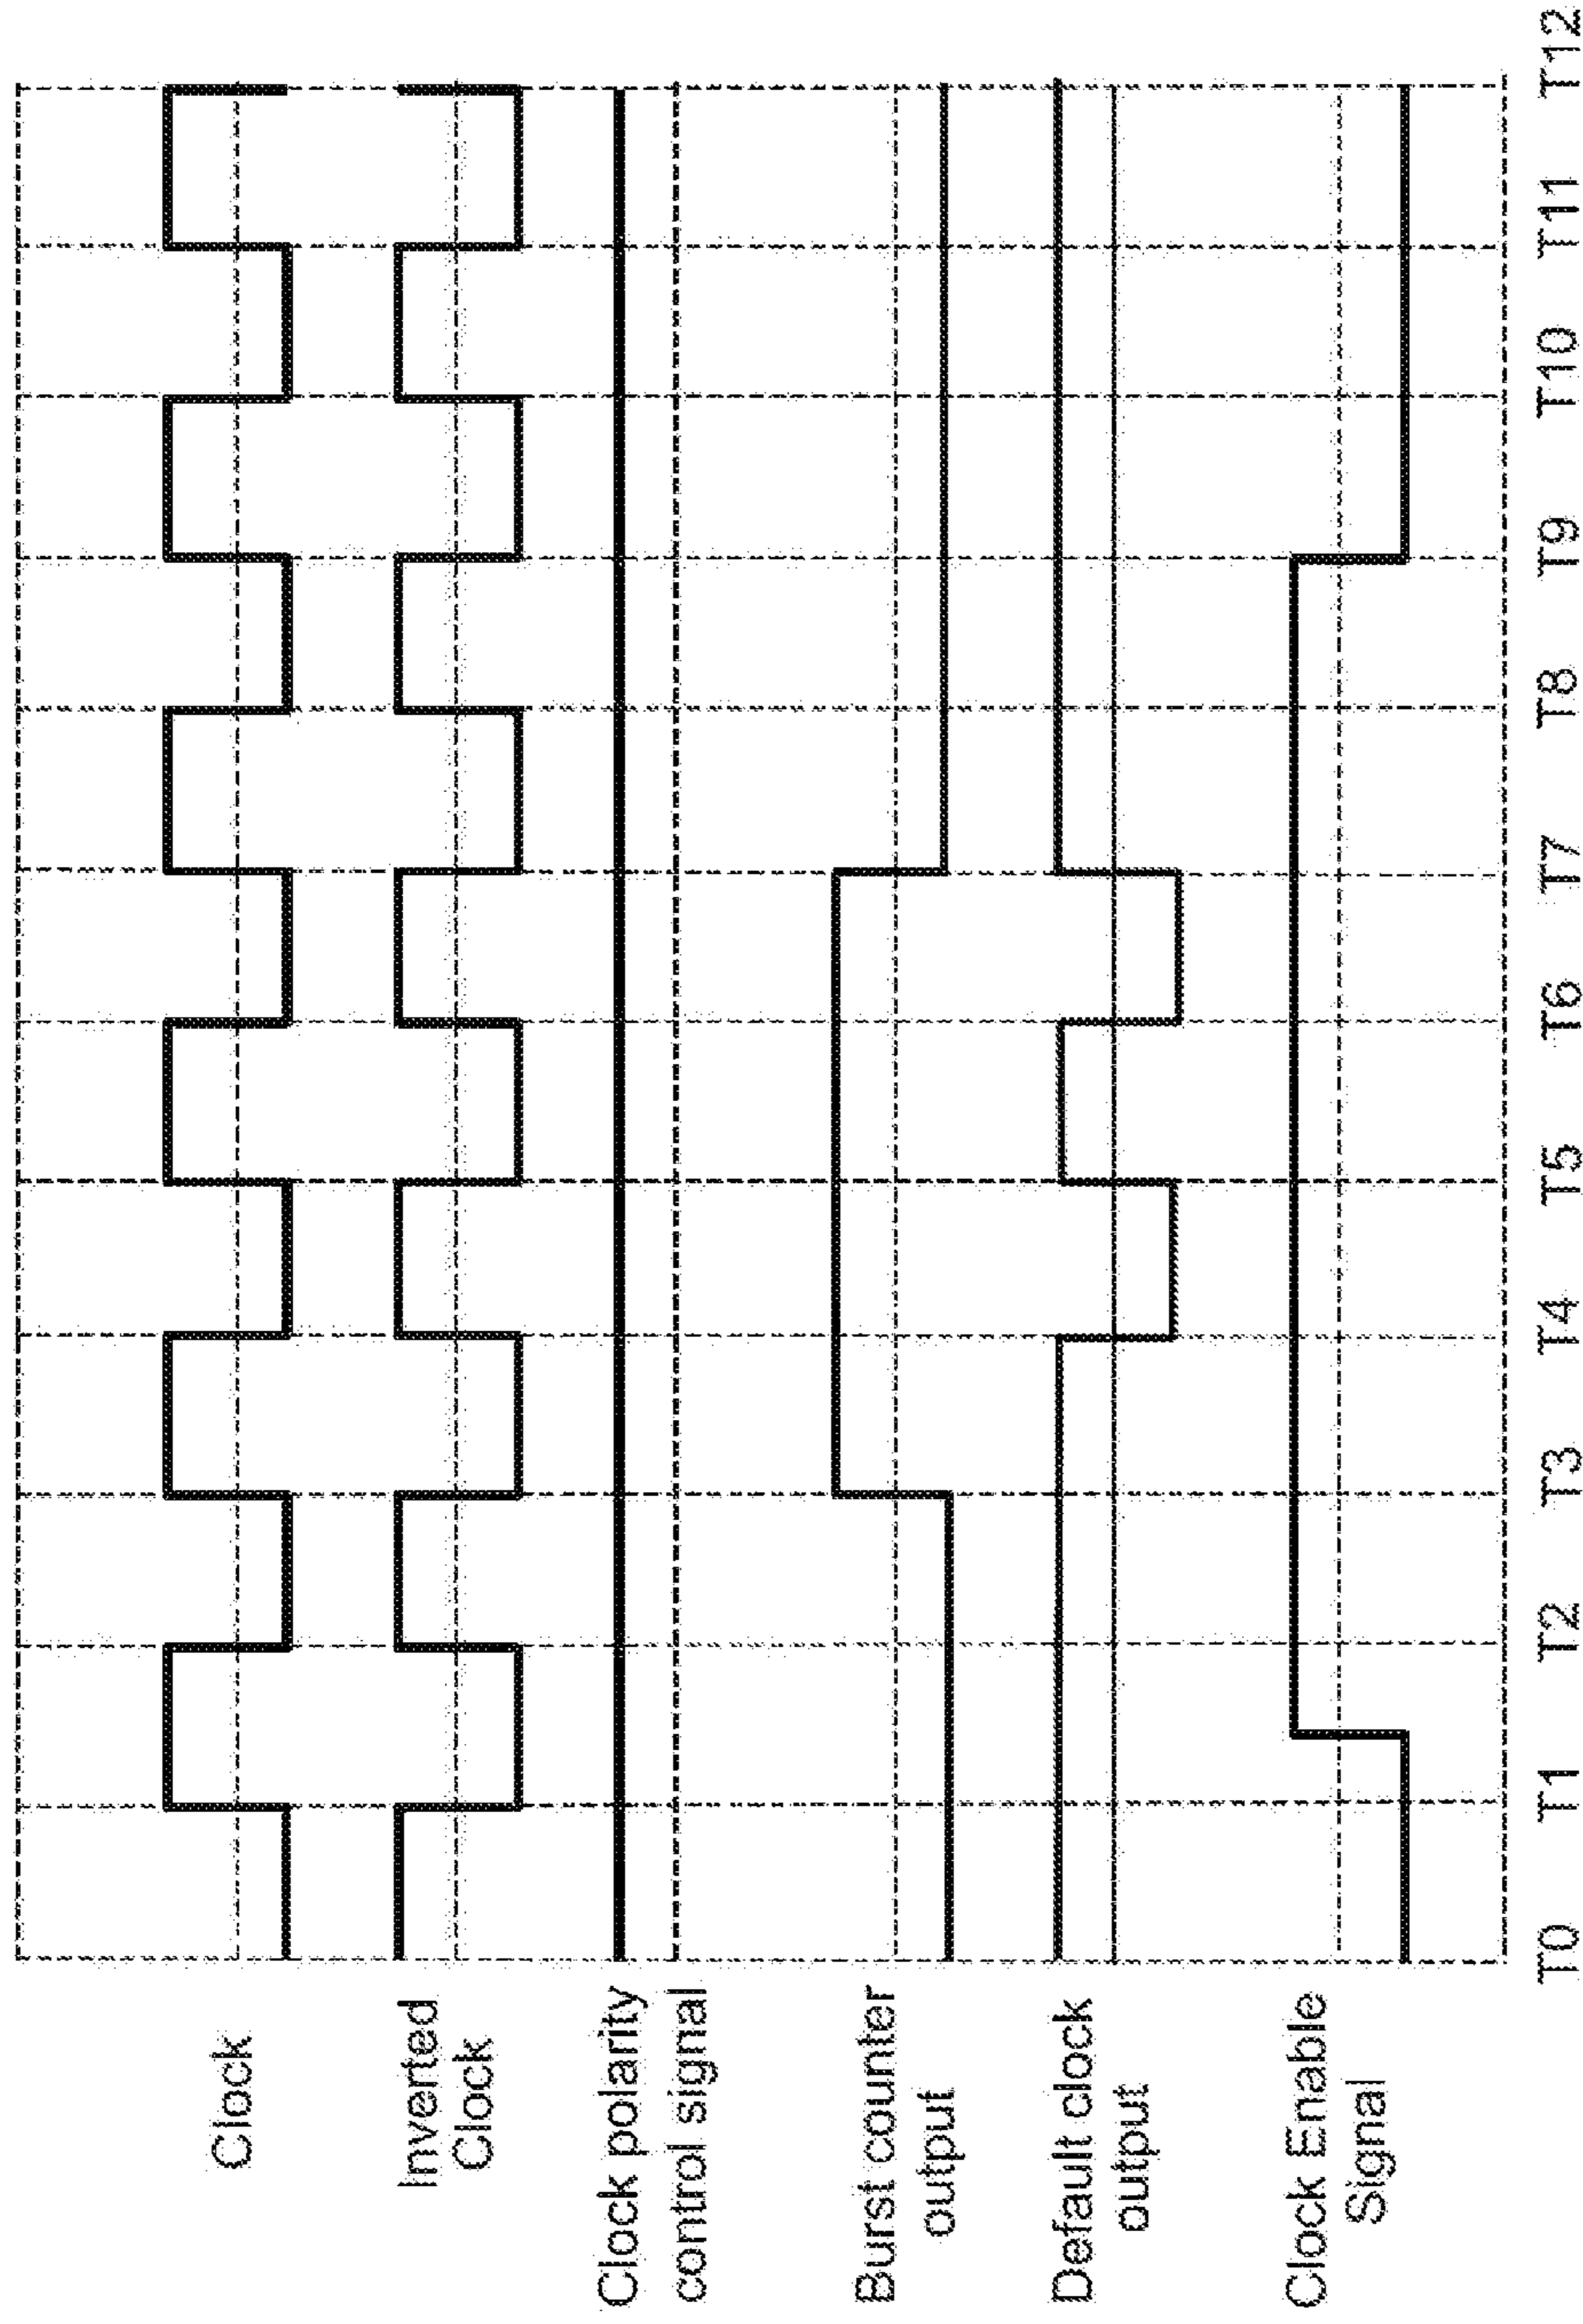 Clock
Inverted
Clock
Clock polarity
control signal
Burst counter
output
Default clock
output
Clock Enable
Signal
T0 T1 T2 T3 T4 T5 T6 T7 T8 T9 T10 T11 T12